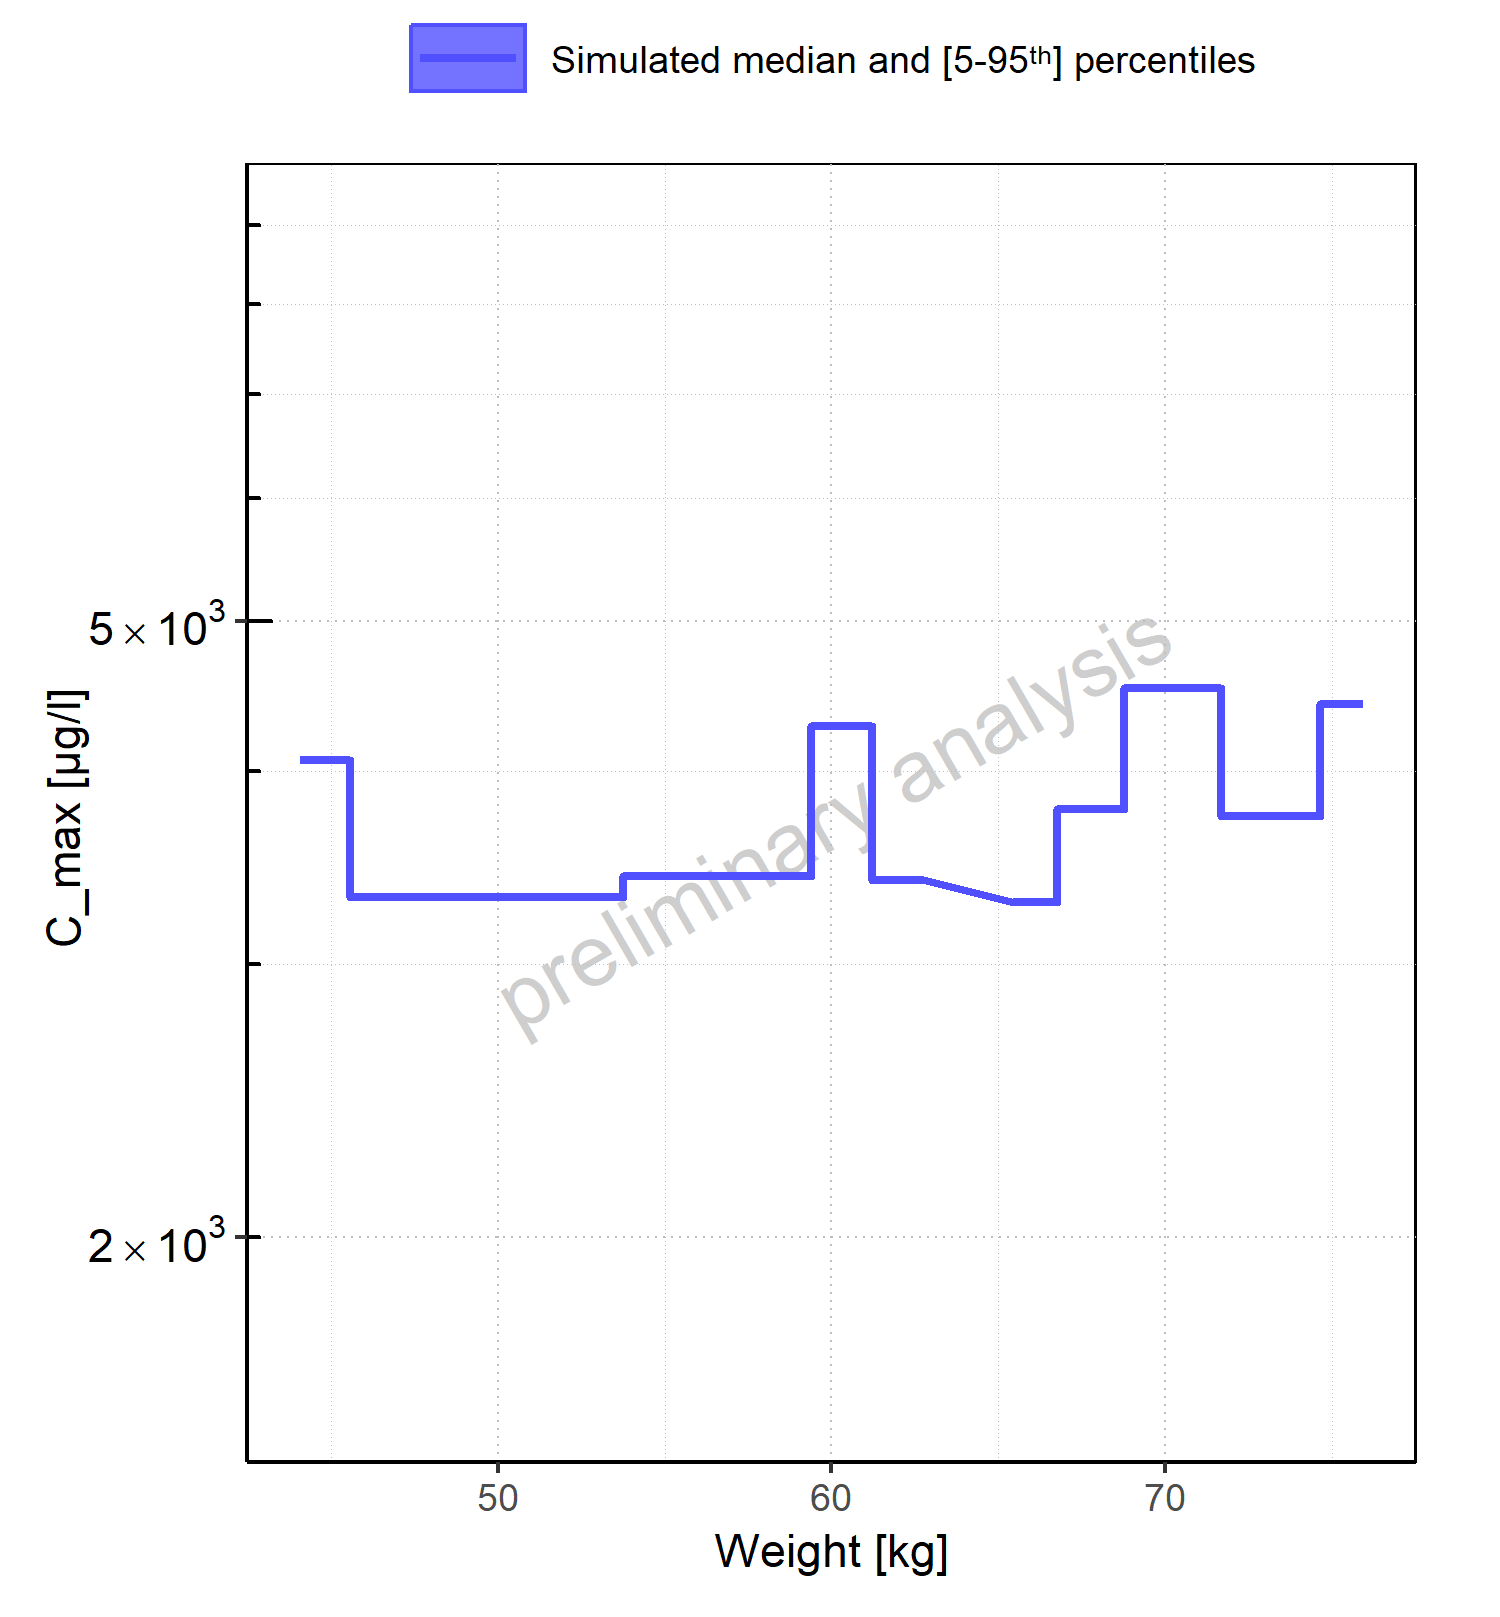 Simulated median and [5-95ᵗʰ] percentiles
5 × 10³
2 × 10³
C_max [µg/l]
preliminary analysis
50 60 70
Weight [kg]